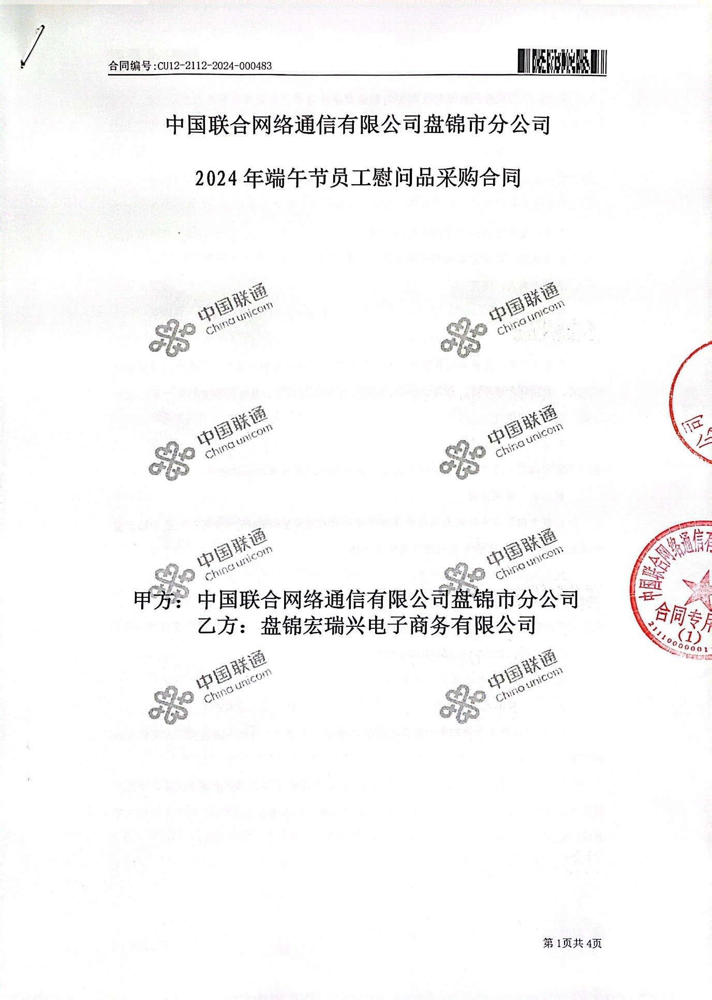 合同编号:CU12-2112-2024-000483
中国联合网络通信有限公司盘锦市分公司
2024年端午节员工慰问品采购合同
中国联通
China unicom
中国联通
China unicom
中国联通
China unicom
中国联通
China unicom
司
公
中国联通
China unicom
中国联通
China unicom
中国联合网络通信有
合同专用
(1)
21110000001
甲方：中国联合网络通信有限公司盘锦市分公司
乙方：盘锦宏瑞兴电子商务有限公司
中国联通
China unicom
中国联通
China unicom
第1页共4页